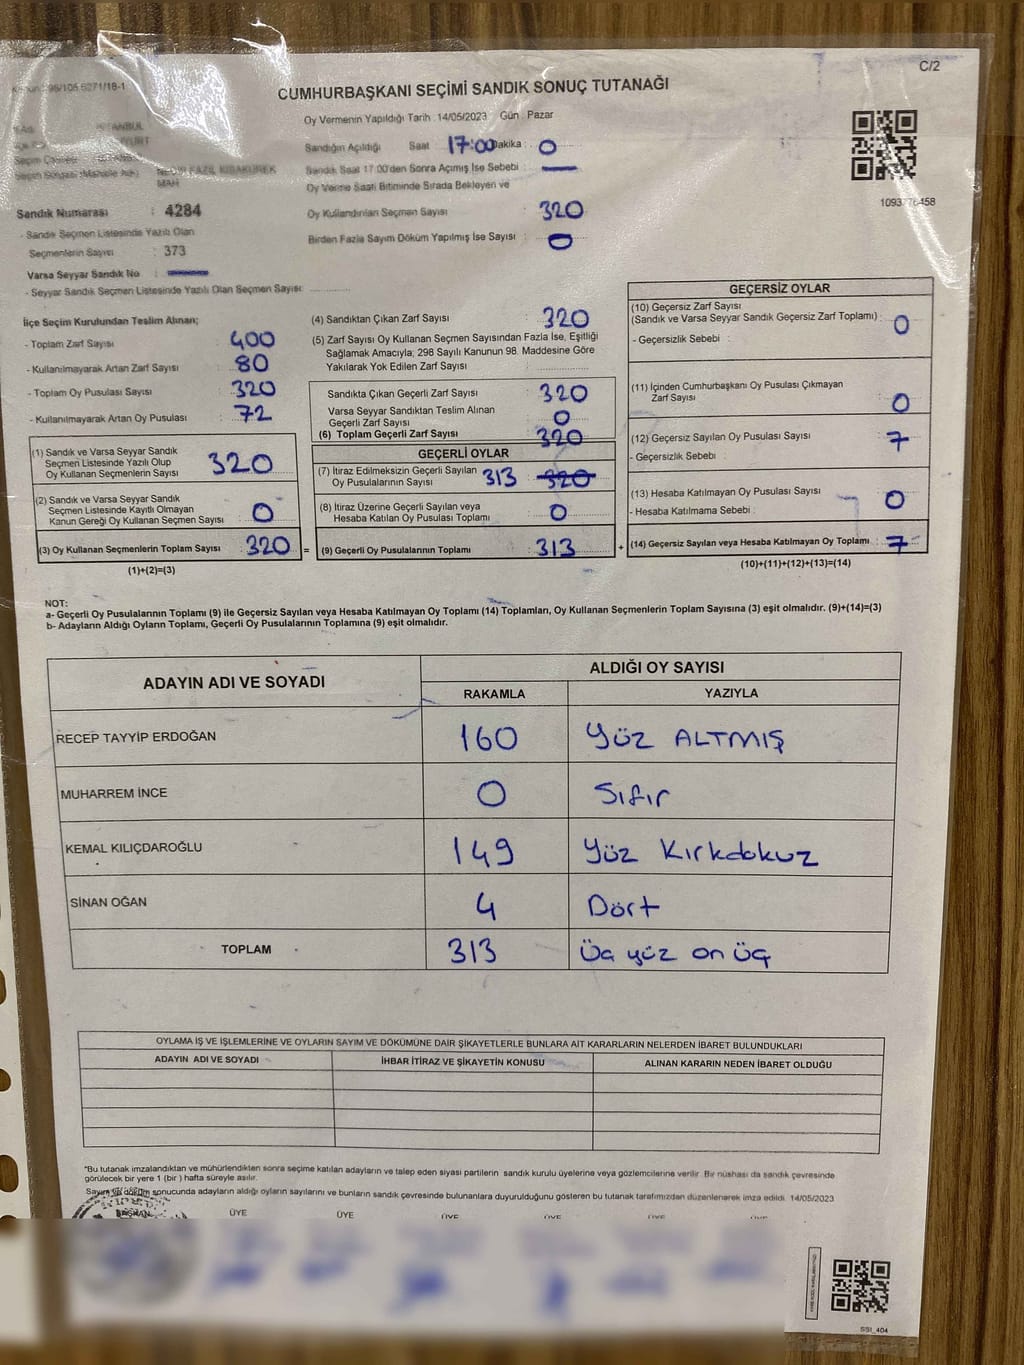 C/2
CUMHURBAŞKANI SEÇİMİ SANDIK SONUÇ TUTANAĞI
Oy Vermenin Yapıldığı Tarih : 14/05/2023 Gün : Pazar
İSTANBUL
Sandığın Açıldığı Saat 17:00 Dakika : 0
Sandık Saat 17:00'den Sonra Açımış İse Sebebi : —
NECİP FAZIL KISAKÜREK
MAH
Oy Verme Saati Bitiminde Sırada Bekleyen ve
Oy Kullandırılan Seçmen Sayısı : 320
Birden Fazla Sayım Döküm Yapılmış İse Sayısı : 0
Sandık Numarası : 4284
- Sandık Seçmen Listesinde Yazılı Olan
Seçmenlerin Sayısı : 373
Varsa Seyyar Sandık No : —
- Seyyar Sandık Seçmen Listesinde Yazılı Olan Seçmen Sayısı:
İlçe Seçim Kurulundan Teslim Alınan;
- Toplam Zarf Sayısı : 400
- Kullanılmayarak Artan Zarf Sayısı : 80
- Toplam Oy Pusulası Sayısı : 320
- Kullanılmayarak Artan Oy Pusulası : 72
(1) Sandık ve Varsa Seyyar Sandık
Seçmen Listesinde Yazılı Olup
Oy Kullanan Seçmenlerin Sayısı 320
(2) Sandık ve Varsa Seyyar Sandık
Seçmen Listesinde Kayıtlı Olmayan
Kanun Gereği Oy Kullanan Seçmen Sayısı 0
(3) Oy Kullanan Seçmenlerin Toplam Sayısı : 320
(1)+(2)=(3)
(4) Sandıktan Çıkan Zarf Sayısı : 320
(5) Zarf Sayısı Oy Kullanan Seçmen Sayısından Fazla İse, Eşitliği
Sağlamak Amacıyla; 298 Sayılı Kanunun 98. Maddesine Göre
Yakılarak Yok Edilen Zarf Sayısı :
Sandıkta Çıkan Geçerli Zarf Sayısı : 320
Varsa Seyyar Sandıktan Teslim Alınan
Geçerli Zarf Sayısı : 0
(6) Toplam Geçerli Zarf Sayısı 320
GEÇERLİ OYLAR
(7) İtiraz Edilmeksizin Geçerli Sayılan
Oy Pusulalarının Sayısı 313 320
(8) İtiraz Üzerine Geçerli Sayılan veya
Hesaba Katılan Oy Pusulası Toplamı : 0
= (9) Geçerli Oy Pusulalarının Toplamı : 313
GEÇERSİZ OYLAR
(10) Geçersiz Zarf Sayısı
(Sandık ve Varsa Seyyar Sandık Geçersiz Zarf Toplamı) : 0
- Geçersizlik Sebebi :
(11) İçinden Cumhurbaşkanı Oy Pusulası Çıkmayan
Zarf Sayısı : 0
(12) Geçersiz Sayılan Oy Pusulası Sayısı : 7
- Geçersizlik Sebebi :
(13) Hesaba Katılmayan Oy Pusulası Sayısı : 0
- Hesaba Katılmama Sebebi :
+ (14) Geçersiz Sayılan veya Hesaba Katılmayan Oy Toplamı : 7
(10)+(11)+(12)+(13)=(14)
NOT:
a- Geçerli Oy Pusulalarının Toplamı (9) ile Geçersiz Sayılan veya Hesaba Katılmayan Oy Toplamı (14) Toplamları, Oy Kullanan Seçmenlerin Toplam Sayısına (3) eşit olmalıdır. (9)+(14)=(3)
b- Adayların Aldığı Oyların Toplamı, Geçerli Oy Pusulalarının Toplamına (9) eşit olmalıdır.
ADAYIN ADI VE SOYADI
ALDIĞI OY SAYISI
RAKAMLA YAZIYLA
RECEP TAYYİP ERDOĞAN 160 Yüz ALTMIŞ
MUHARREM İNCE 0 Sıfır
KEMAL KILIÇDAROĞLU 149 Yüz Kırkdokuz
SİNAN OĞAN 4 Dört
TOPLAM 313 Üç yüz on üç
OYLAMA İŞ VE İŞLEMLERİNE VE OYLARIN SAYIM VE DÖKÜMÜNE DAİR ŞİKAYETLERLE BUNLARA AİT KARARLARIN NELERDEN İBARET BULUNDUKLARI
ADAYIN ADI VE SOYADI İHBAR İTİRAZ VE ŞİKAYETİN KONUSU ALINAN KARARIN NEDEN İBARET OLDUĞU
*Bu tutanak imzalandıktan ve mühürlendikten sonra seçime katılan adayların ve talep eden siyasi partilerin sandık kurulu üyelerine veya gözlemcilerine verilir. Bir nüshası da sandık çevresinde
görülecek bir yere 1 (bir) hafta süreyle asılır.
Sayım ve döküm sonucunda adayların aldığı oyların sayılarını ve bunların sandık çevresinde bulunanlara duyurulduğunu gösteren bu tutanak tarafımızdan düzenlenerek imza edildi. 14/05/2023
BAŞKAN ÜYE ÜYE ÜYE ÜYE ÜYE ÜYE
SSI_404